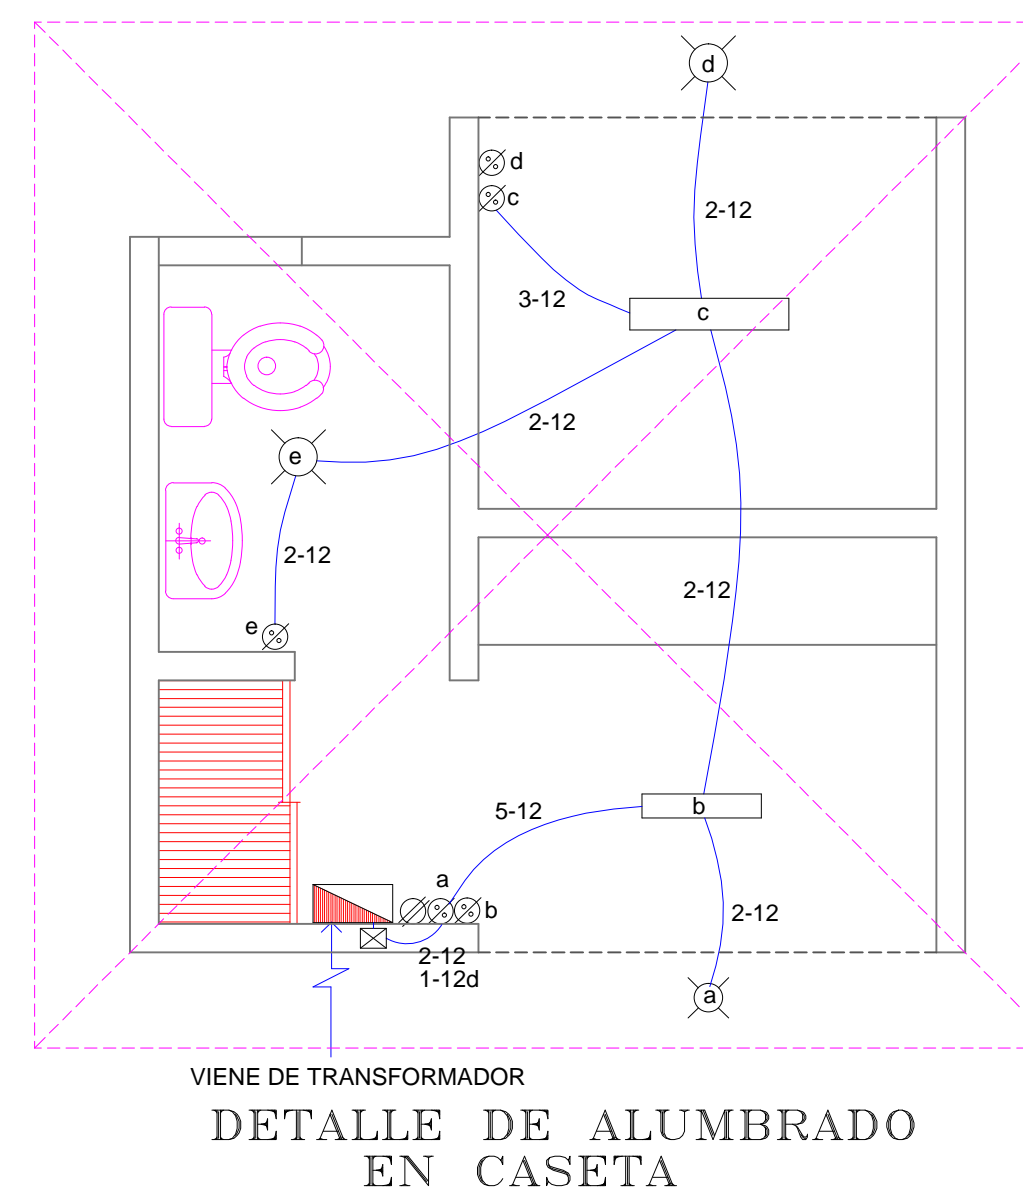 d
d
c
2-12
3-12
c
2-12
e
2-12
2-12
e
5-12
b
a
b
2-12
2-12
1-12d
a
VIENE DE TRANSFORMADOR
DETALLE DE ALUMBRADO
EN CASETA